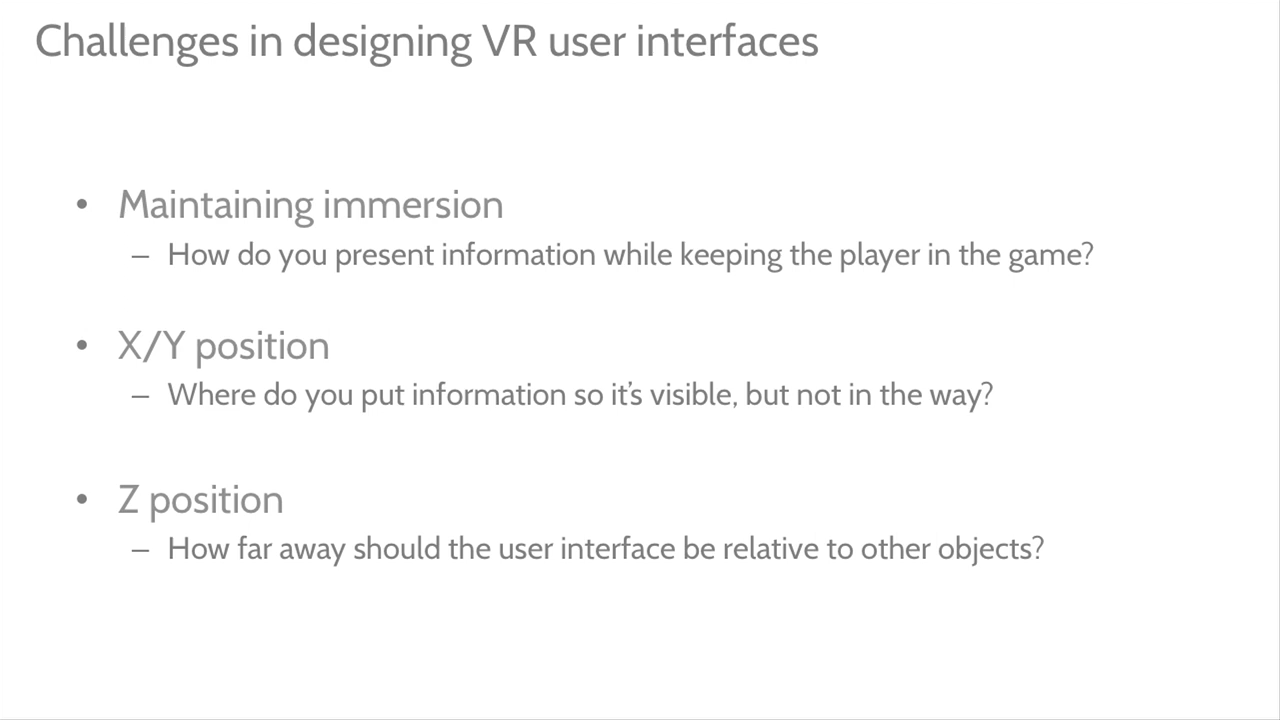 Challenges in designing VR user interfaces
• Maintaining immersion
– How do you present information while keeping the player in the game?
• X/Y position
– Where do you put information so it’s visible, but not in the way?
• Z position
– How far away should the user interface be relative to other objects?